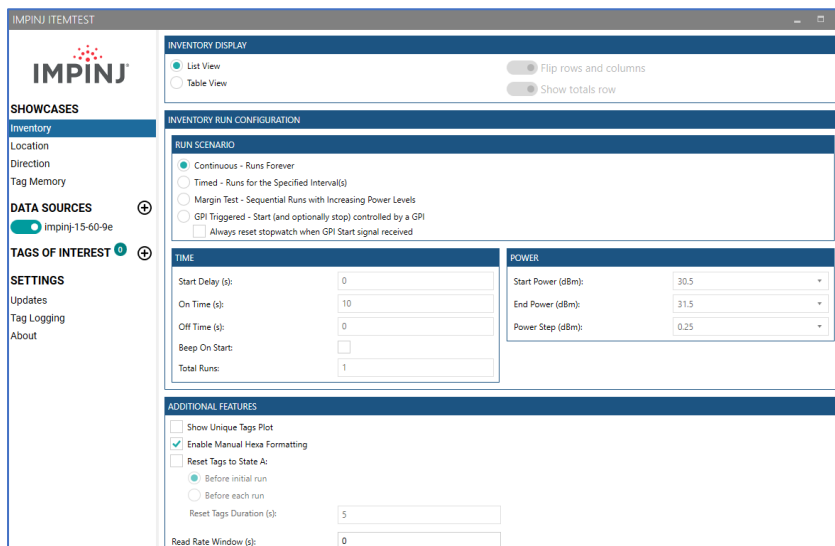 IMPINJ ITEMTEST
IMPINJ
SHOWCASES
Inventory
Location
Direction
Tag Memory
DATA SOURCES
impinj-15-60-9e
TAGS OF INTEREST 0
SETTINGS
Updates
Tag Logging
About
INVENTORY DISPLAY
List View
Flip rows and columns
Table View
Show totals row
INVENTORY RUN CONFIGURATION
RUN SCENARIO
Continuous - Runs Forever
Timed - Runs for the Specified Interval(s)
Margin Test - Sequential Runs with Increasing Power Levels
GPI Triggered - Start (and optionally stop) controlled by a GPI
Always reset stopwatch when GPI Start signal received
TIME
Start Delay (s): 0
On Time (s): 10
Off Time (s): 0
Beep On Start:
Total Runs: 1
POWER
Start Power (dBm): 30.5
End Power (dBm): 31.5
Power Step (dBm): 0.25
ADDITIONAL FEATURES
Show Unique Tags Plot
Enable Manual Hexa Formatting
Reset Tags to State A:
Before initial run
Before each run
Reset Tags Duration (s): 5
Read Rate Window (s): 0